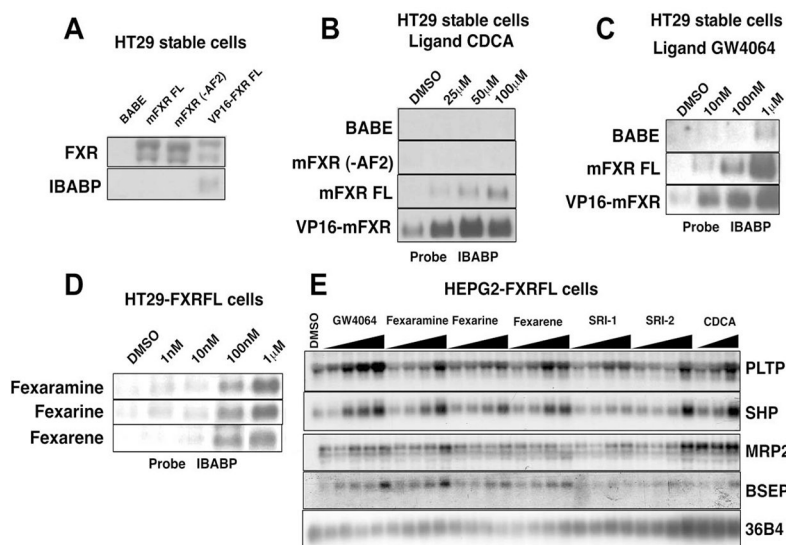 A
HT29 stable cells
BABE
mFXR FL
mFXR (-AF2)
VP16-FXR FL
FXR
IBABP
B
HT29 stable cells
Ligand CDCA
DMSO
25μM
50μM
100μM
BABE
mFXR (-AF2)
mFXR FL
VP16-mFXR
Probe IBABP
C
HT29 stable cells
Ligand GW4064
DMSO
10nM
100nM
1μM
BABE
mFXR FL
VP16-mFXR
Probe IBABP
D
HT29-FXRFL cells
DMSO
1nM
10nM
100nM
1μM
Fexaramine
Fexarine
Fexarene
Probe IBABP
E
HEPG2-FXRFL cells
DMSO
GW4064 Fexaramine Fexarine Fexarene SRI-1 SRI-2 CDCA
PLTP
SHP
MRP2
BSEP
36B4